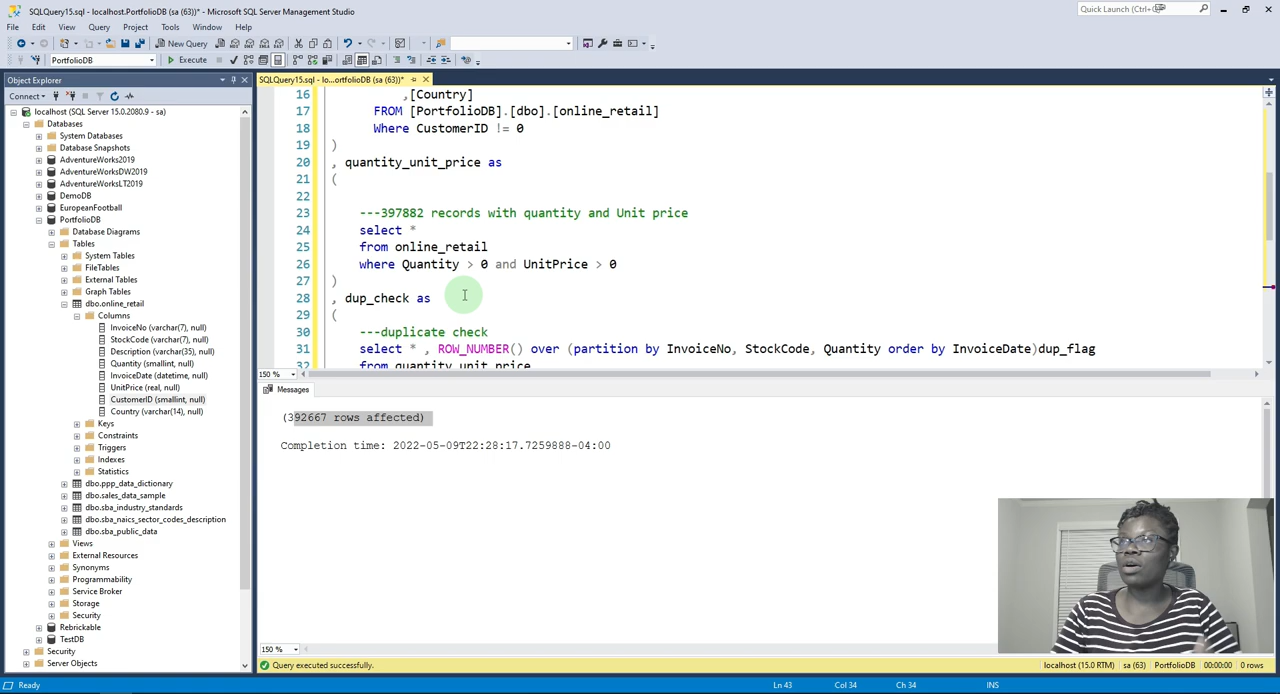 SQLQuery15.sql - localhost.PortfolioDB (sa (63))* - Microsoft SQL Server Management Studio
Quick Launch (Ctrl+
File Edit View Query Project Tools Window Help
New Query
PortfolioDB Execute
Object Explorer
SQLQuery15.sql - lo...ortfolioDB (sa (63))*
Connect
localhost (SQL Server 15.0.2080.9 - sa)
Databases
System Databases
Database Snapshots
AdventureWorks2019
AdventureWorksDW2019
AdventureWorksLT2019
DemoDB
EuropeanFootball
PortfolioDB
Database Diagrams
Tables
System Tables
FileTables
External Tables
Graph Tables
dbo.online_retail
Columns
InvoiceNo (varchar(7), null)
StockCode (varchar(7), null)
Description (varchar(35), null)
Quantity (smallint, null)
InvoiceDate (datetime, null)
UnitPrice (real, null)
CustomerID (smallint, null)
Country (varchar(14), null)
Keys
Constraints
Triggers
Indexes
Statistics
dbo.ppp_data_dictionary
dbo.sales_data_sample
dbo.sba_industry_standards
dbo.sba_naics_sector_codes_description
dbo.sba_public_data
Views
External Resources
Synonyms
Programmability
Service Broker
Storage
Security
Rebrickable
TestDB
Security
Server Objects
16 ,[Country]
17 FROM [PortfolioDB].[dbo].[online_retail]
18 Where CustomerID != 0
19 )
20 , quantity_unit_price as
21 (
22
23 ---397882 records with quantity and Unit price
24 select *
25 from online_retail
26 where Quantity > 0 and UnitPrice > 0
27 )
28 , dup_check as
29 (
30 ---duplicate check
31 select * , ROW_NUMBER() over (partition by InvoiceNo, StockCode, Quantity order by InvoiceDate)dup_flag
32 from quantity_unit_price
150 %
Messages
(392667 rows affected)
Completion time: 2022-05-09T22:28:17.7259888-04:00
150 %
Query executed successfully.
localhost (15.0 RTM) sa (63) PortfolioDB 00:00:00 0 rows
Ready Ln 43 Col 34 Ch 34 INS